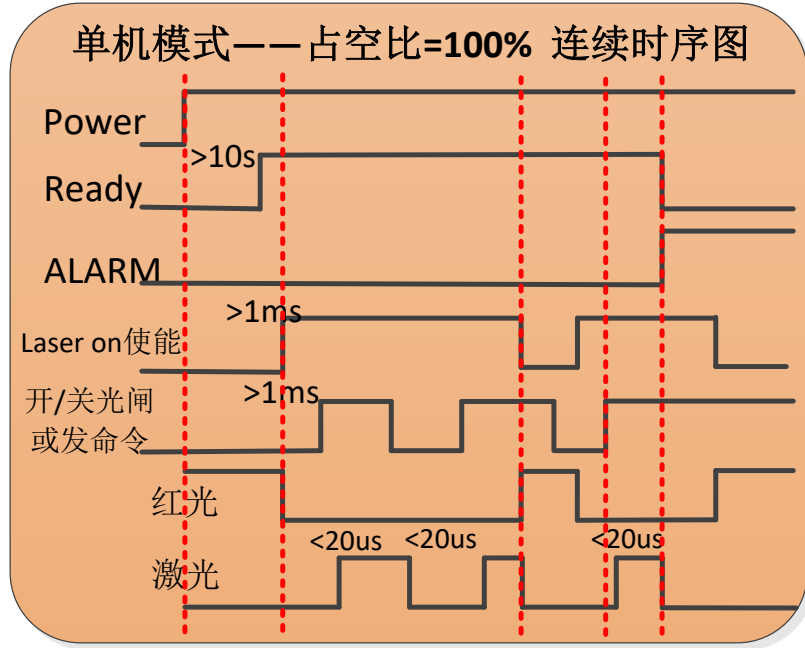 单机模式——占空比=100% 连续时序图
Power
>10s
Ready
ALARM
>1ms
Laser on使能
>1ms
开/关光闸
或发命令
红光
<20us <20us <20us
激光